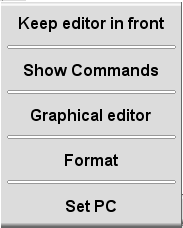 Keep editor in front
Show Commands
Graphical editor
Format
Set PC